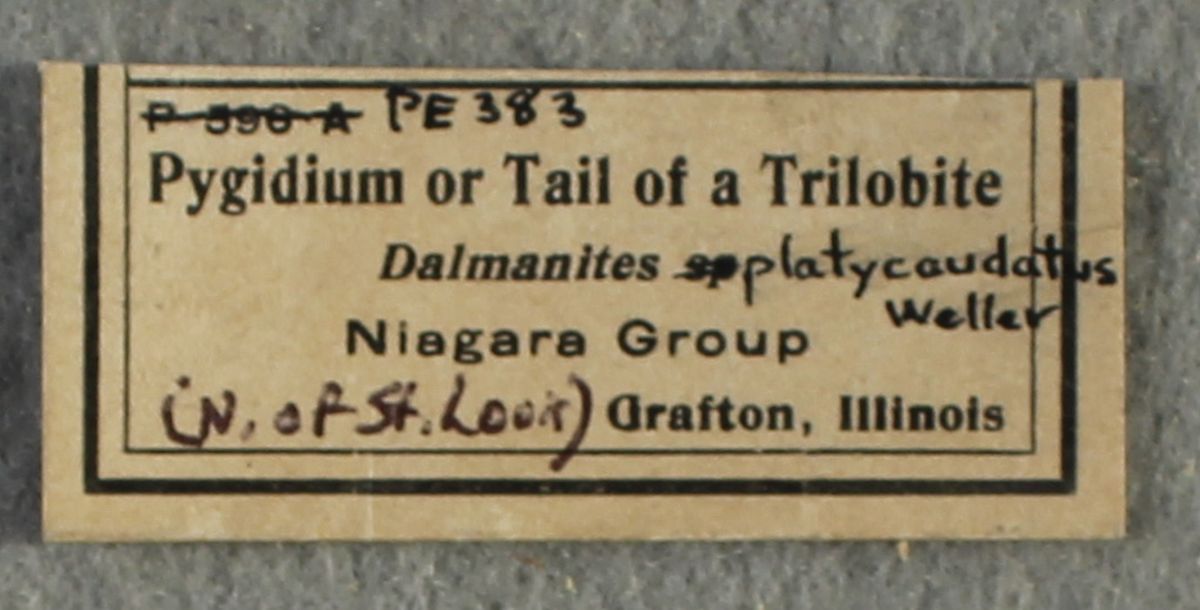 P 590 A PE 383
Pygidium or Tail of a Trilobite
Dalmanites sp platycaudatus
Weller
Niagara Group
(N. of St. Louis) Grafton, Illinois